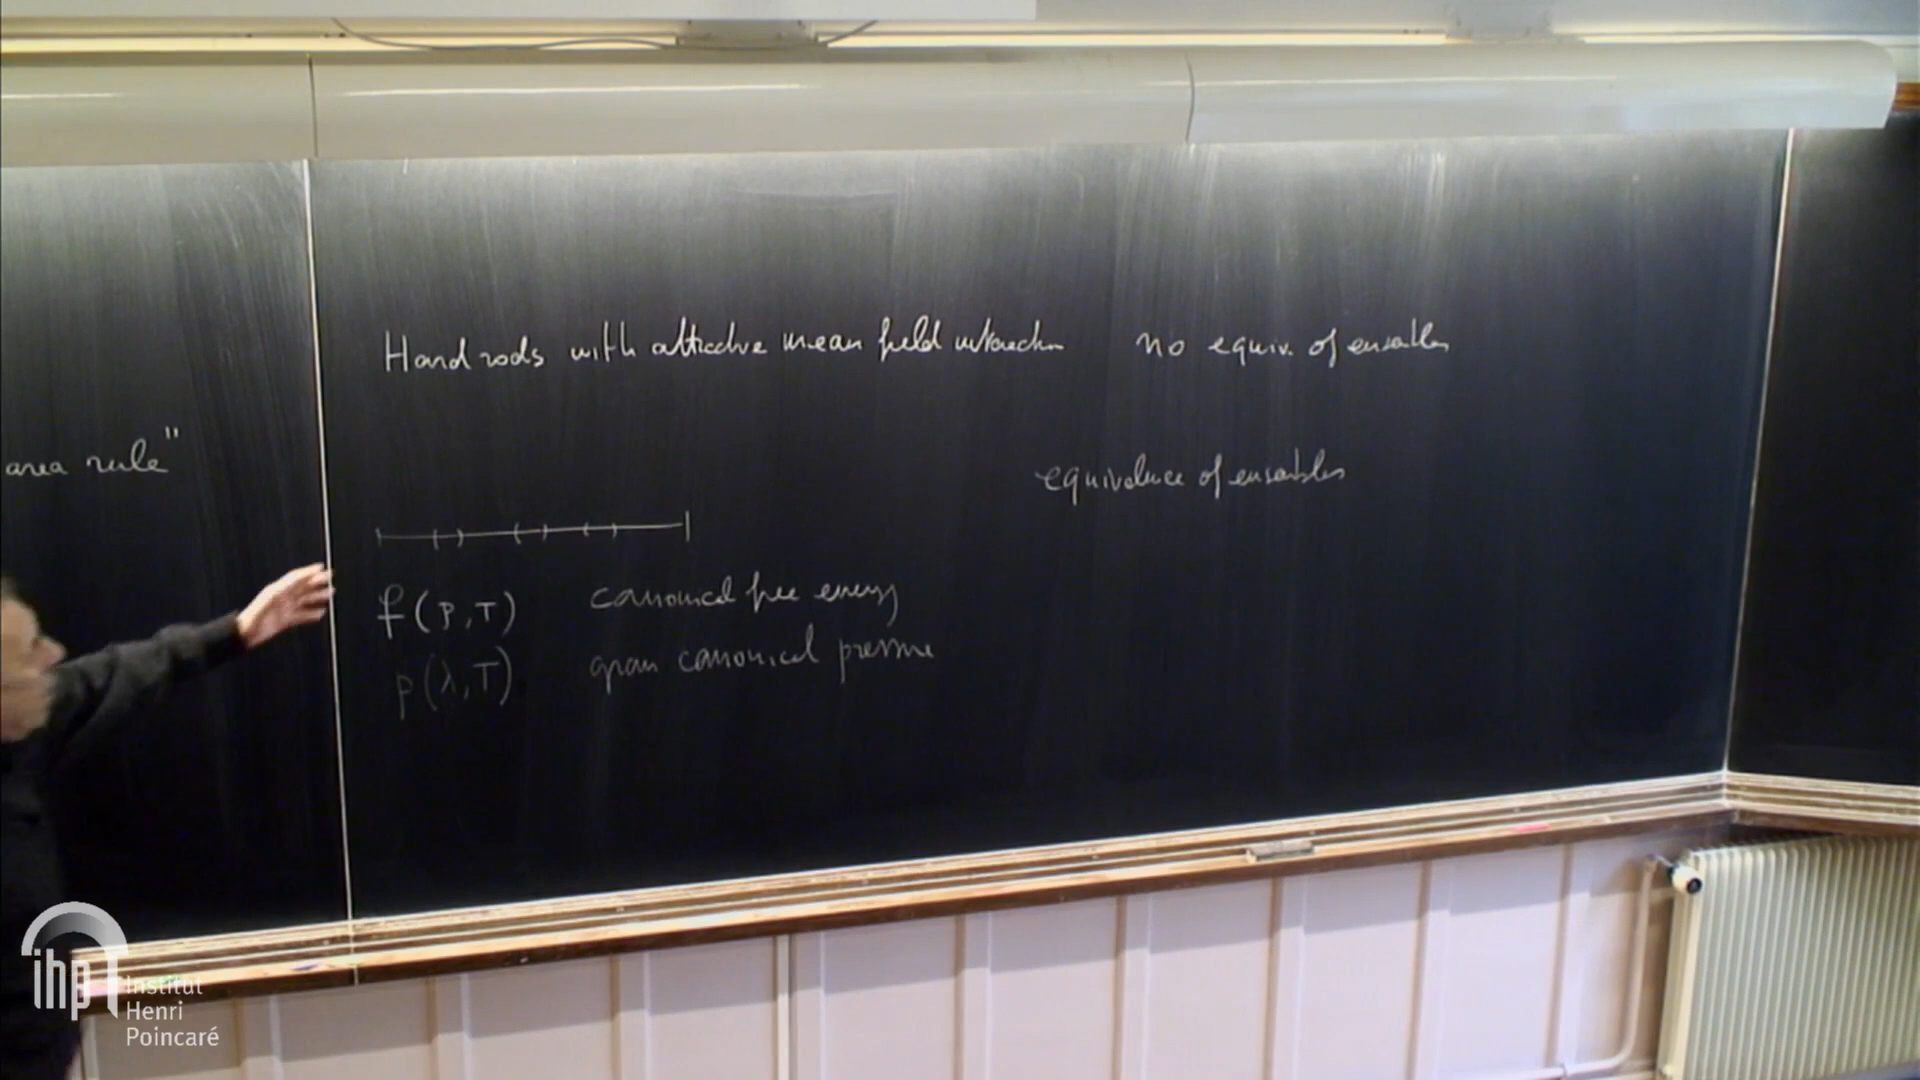 Hard rods with attractive mean field interaction no equiv. of ensembles
area rule"
equivalence of ensembles
f(ρ,T) canonical free energy
p(λ,T) gran canonical pressure
ihp Institut
Henri
Poincaré